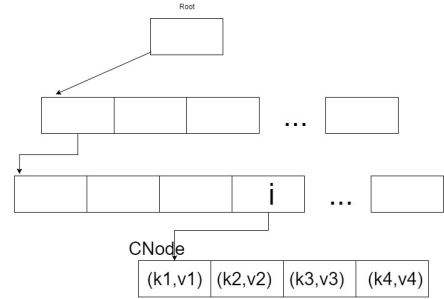 Root
...
i ...
CNode
(k1,v1) (k2,v2) (k3,v3) (k4,v4)